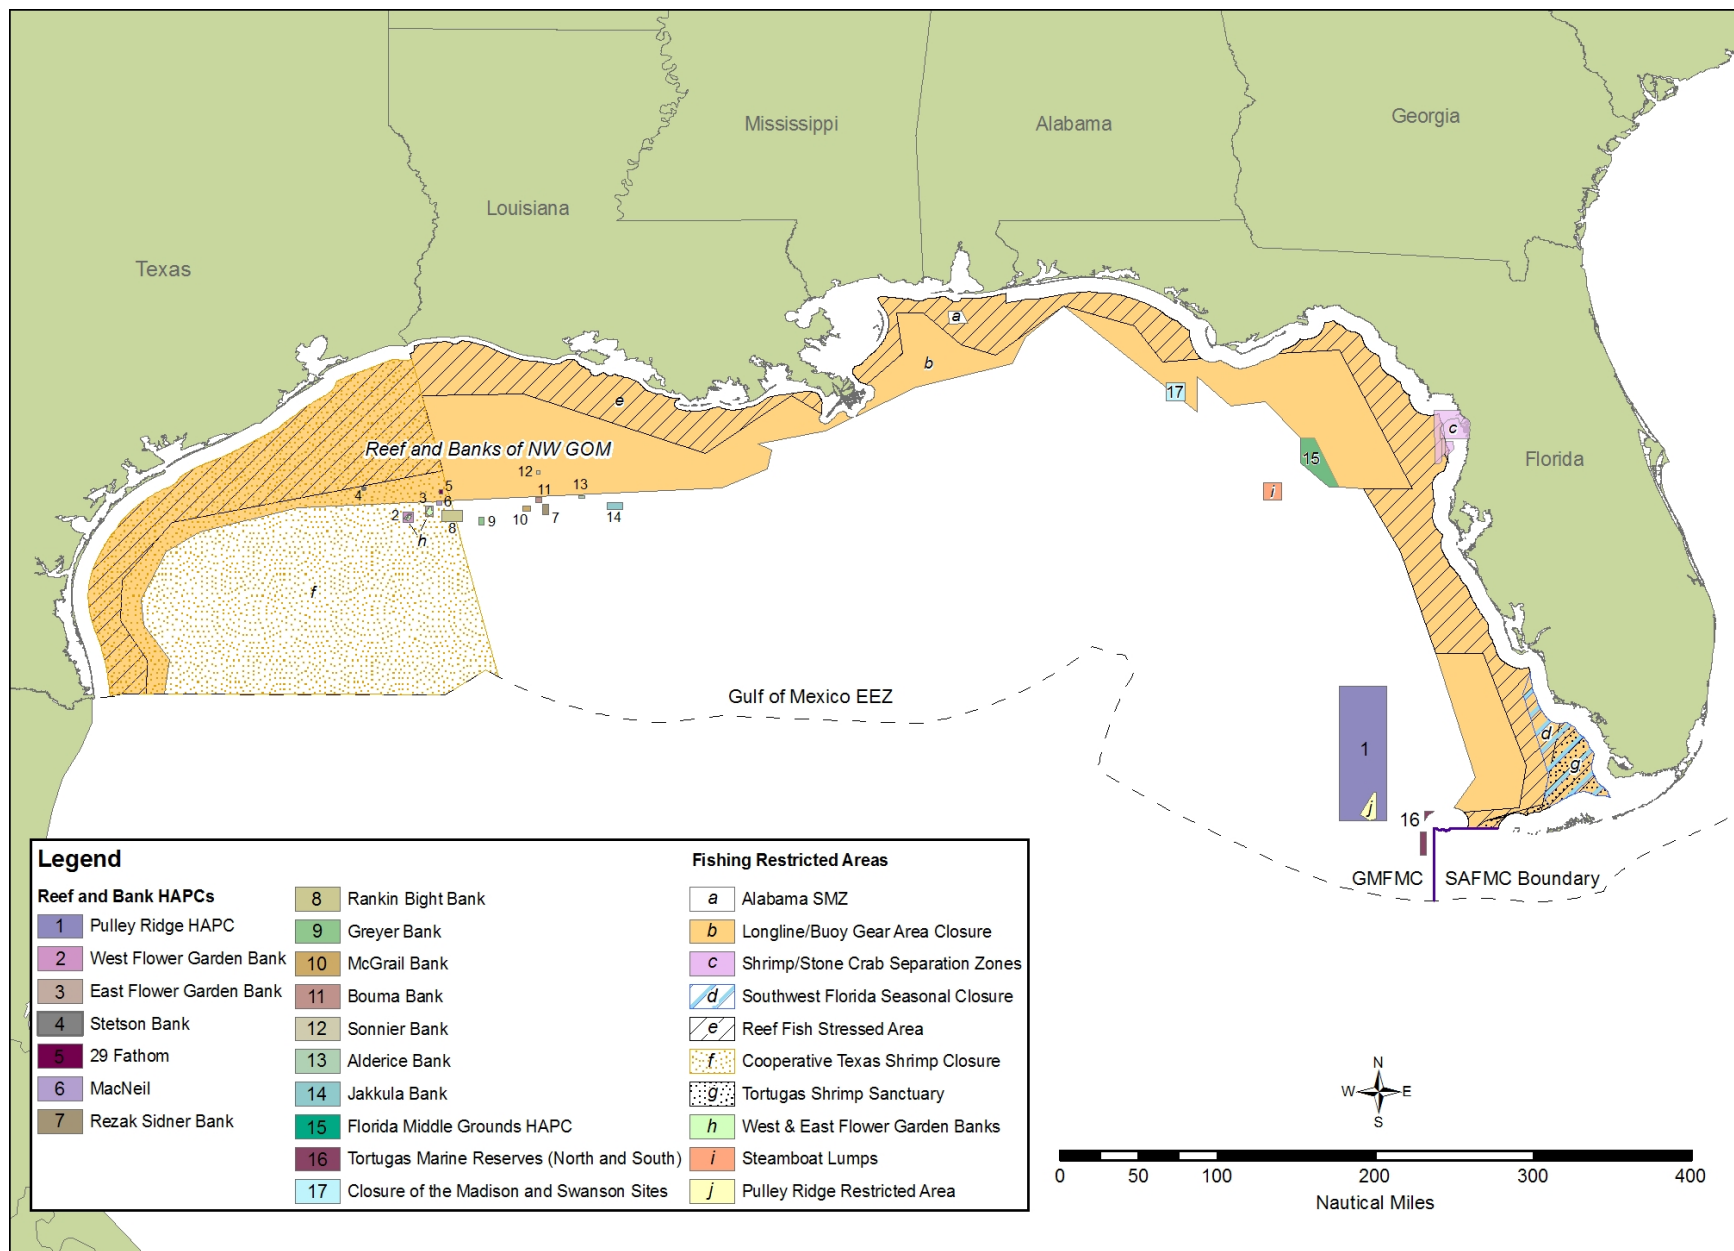 Mississippi
Alabama
Georgia
Louisiana
Texas
Florida
a
b
e
c
d
g
f
h
i
j
Reef and Banks of NW GOM
12
5
4
3
6
11
13
2
8
9
10
7
14
17
15
1
16
Gulf of Mexico EEZ
GMFMC
SAFMC Boundary
Legend
Reef and Bank HAPCs
1 Pulley Ridge HAPC
2 West Flower Garden Bank
3 East Flower Garden Bank
4 Stetson Bank
5 29 Fathom
6 MacNeil
7 Rezak Sidner Bank
8 Rankin Bight Bank
9 Greyer Bank
10 McGrail Bank
11 Bouma Bank
12 Sonnier Bank
13 Alderice Bank
14 Jakkula Bank
15 Florida Middle Grounds HAPC
16 Tortugas Marine Reserves (North and South)
17 Closure of the Madison and Swanson Sites
Fishing Restricted Areas
a Alabama SMZ
b Longline/Buoy Gear Area Closure
c Shrimp/Stone Crab Separation Zones
d Southwest Florida Seasonal Closure
e Reef Fish Stressed Area
f Cooperative Texas Shrimp Closure
g Tortugas Shrimp Sanctuary
h West & East Flower Garden Banks
i Steamboat Lumps
j Pulley Ridge Restricted Area
N
W E
S
0 50 100 200 300 400
Nautical Miles